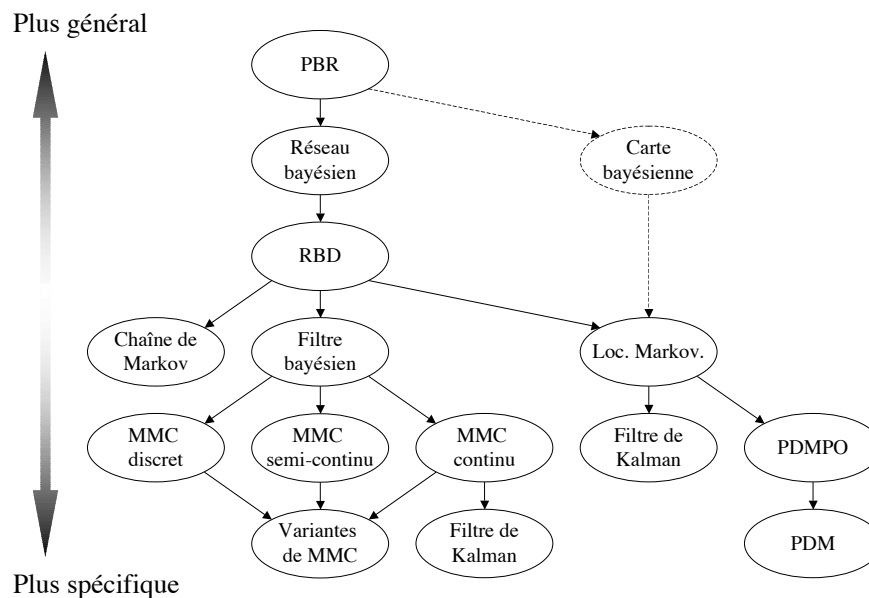 Plus général
PBR
Réseau
bayésien
Carte
bayésienne
RBD
Chaîne de
Markov
Filtre
bayésien
Loc. Markov.
MMC
discret
MMC
semi-continu
MMC
continu
Filtre de
Kalman
PDMPO
Variantes
de MMC
Filtre de
Kalman
PDM
Plus spécifique